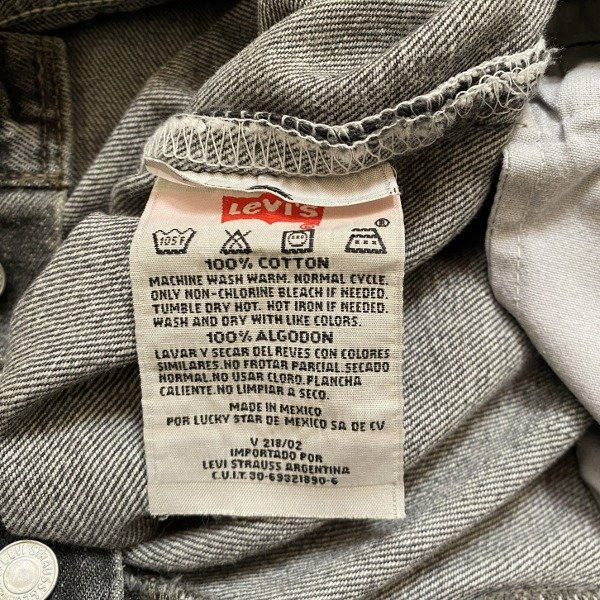 Levi's
®
105F
100% COTTON
MACHINE WASH WARM. NORMAL CYCLE.
ONLY NON-CHLORINE BLEACH IF NEEDED.
TUMBLE DRY HOT. HOT IRON IF NEEDED.
WASH AND DRY WITH LIKE COLORS.
100% ALGODON
LAVAR Y SECAR DEL REVES CON COLORES
SIMILARES.NO FROTAR PARCIAL.SECADO
NORMAL.NO USAR CLORO.PLANCHA
CALIENTE.NO LIMPIAR A SECO.
MADE IN MEXICO
POR LUCKY STAR DE MEXICO SA DE CV
V 218/02
IMPORTADO POR
LEVI STRAUSS ARGENTINA
C.U.I.T. 30-69321890-6
LEVI STRAUSS